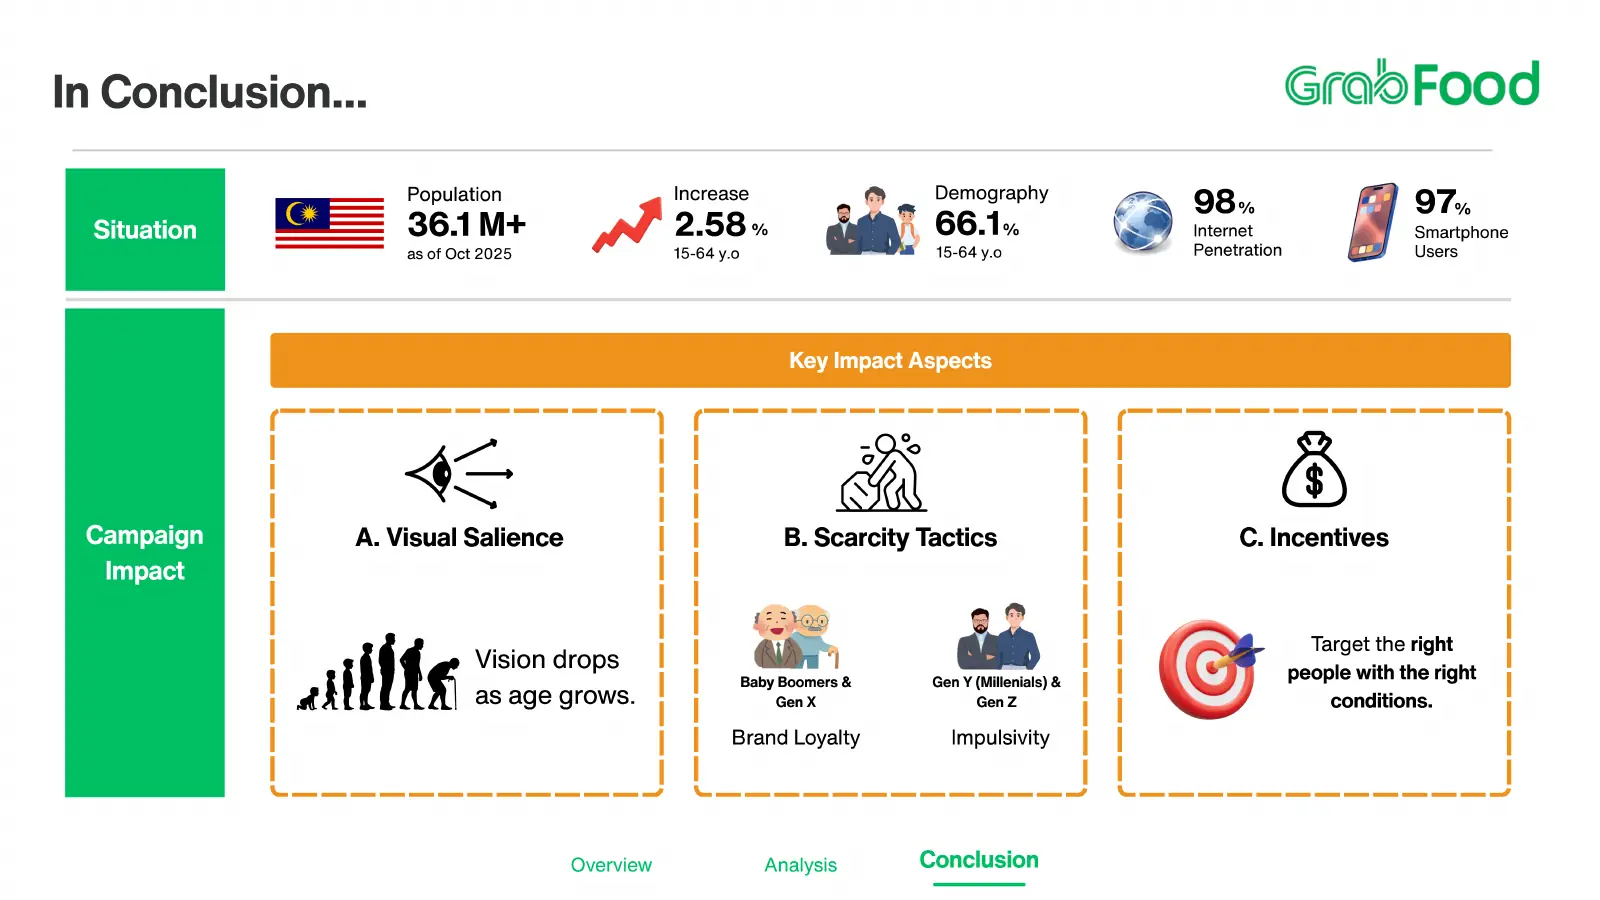 In Conclusion...
GrabFood
Situation
Population
36.1 M+
as of Oct 2025
Increase
2.58 %
15-64 y.o
Demography
66.1%
15-64 y.o
98%
Internet
Penetration
97%
Smartphone
Users
Campaign
Impact
Key Impact Aspects
A. Visual Salience
Vision drops
as age grows.
B. Scarcity Tactics
Baby Boomers &
Gen X
Brand Loyalty
Gen Y (Millenials) &
Gen Z
Impulsivity
$
C. Incentives
Target the right
people with the right
conditions.
Overview
Analysis
Conclusion